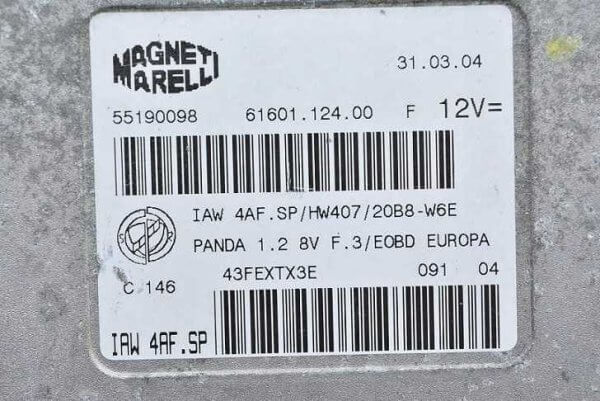 MAGNETI
MARELLI
31.03.04
55190098 61601.124.00 F 12V=
IAW 4AF.SP/HW407/20B8-W6E
PANDA 1.2 8V F.3/EOBD EUROPA
C 146 43FEXTX3E 091 04
IAW 4AF.SP